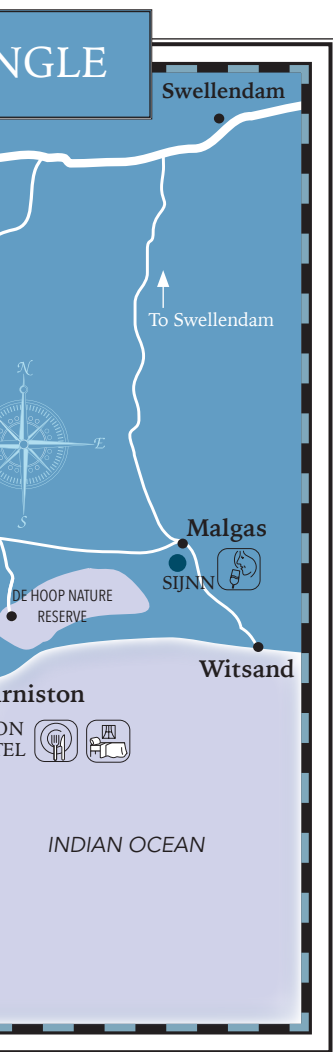 NGLE
Swellendam
To Swellendam
N
E
S
Malgas
SIJNN
DE HOOP NATURE
RESERVE
Witsand
rniston
ON
TEL
INDIAN OCEAN